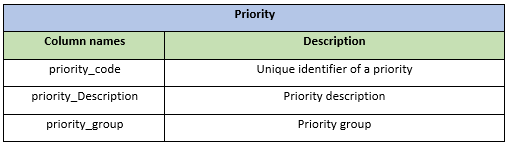 Priority
Column names Description
priority_code Unique identifier of a priority
priority_Description Priority description
priority_group Priority group